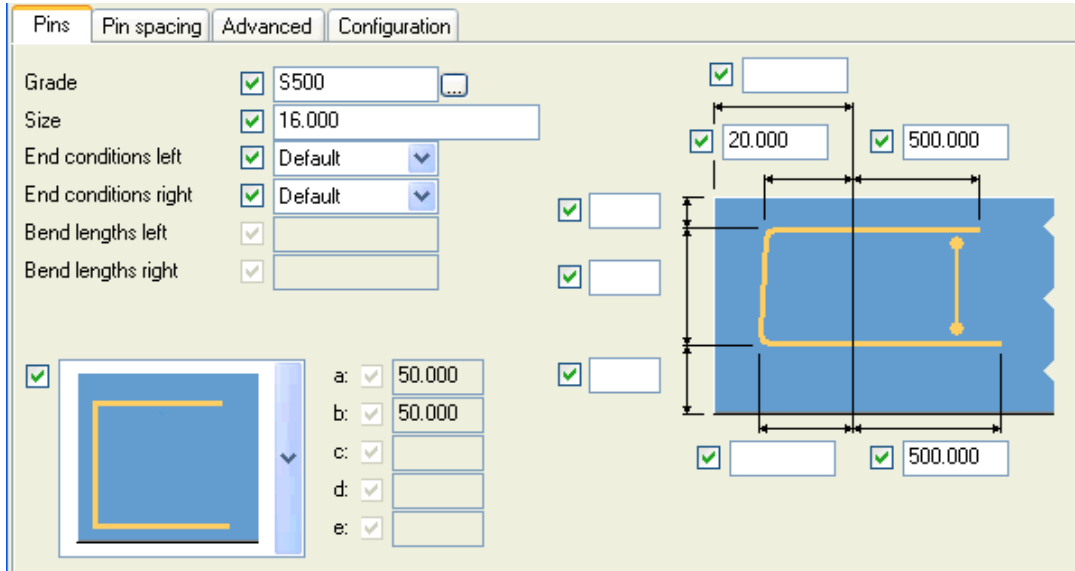 Pins Pin spacing Advanced Configuration
Grade S500 ...
Size 16.000
End conditions left Default
End conditions right Default
Bend lengths left
Bend lengths right
20.000 500.000
a: 50.000
b: 50.000
c:
d:
e:
500.000